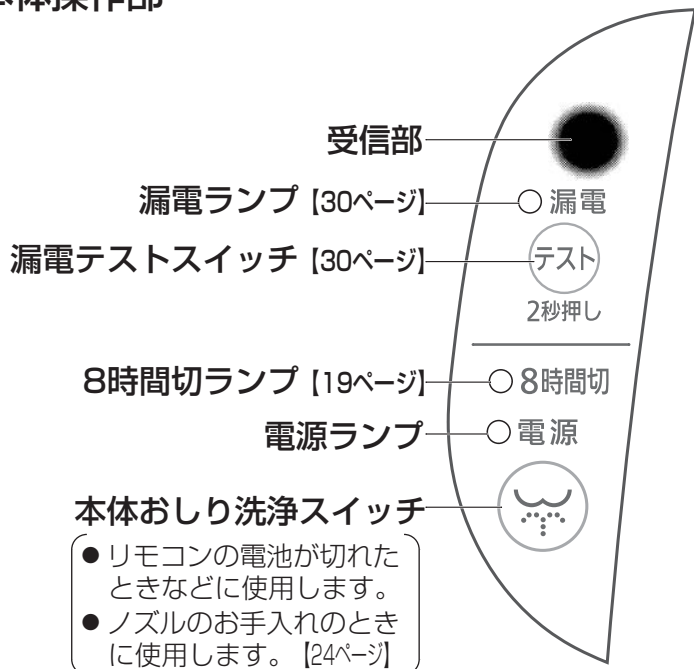 本体操作部
受信部
漏電ランプ【30ページ】
漏電
漏電テストスイッチ【30ページ】
テスト
2秒押し
8時間切ランプ【19ページ】
8時間切
電源ランプ
電源
本体おしり洗浄スイッチ
●リモコンの電池が切れた
ときなどに使用します。
●ノズルのお手入れのとき
に使用します。【24ページ】